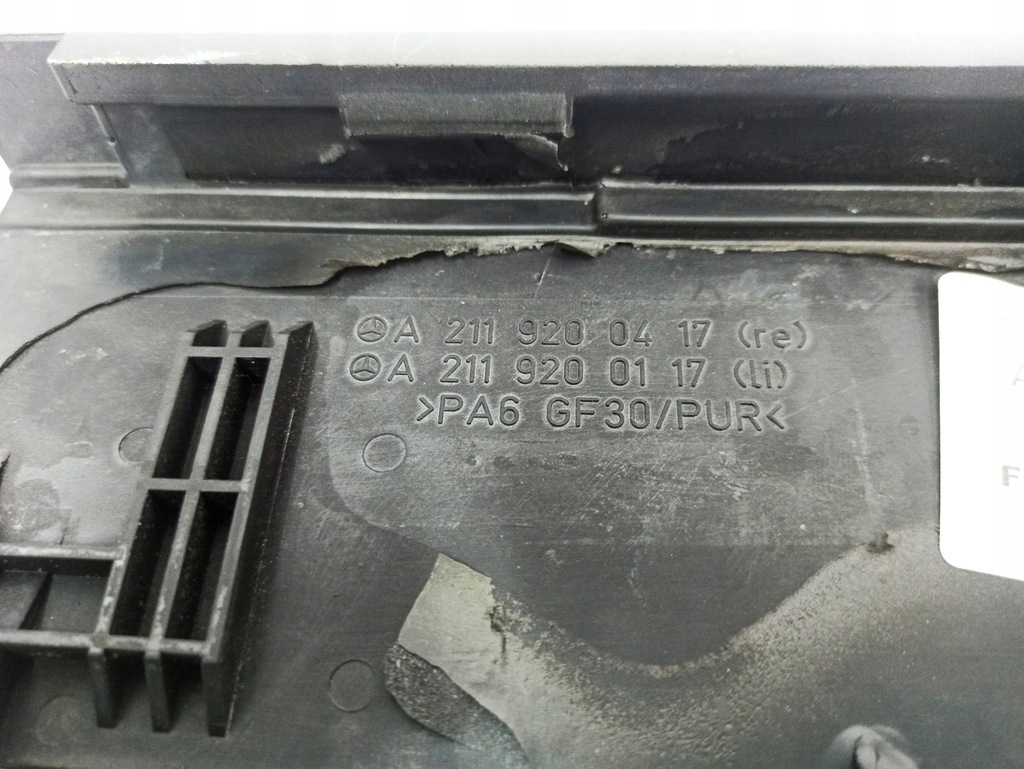 A 211 920 04 17 (re)
A 211 920 01 17 (li)
>PA6 GF30/PUR<
A
F